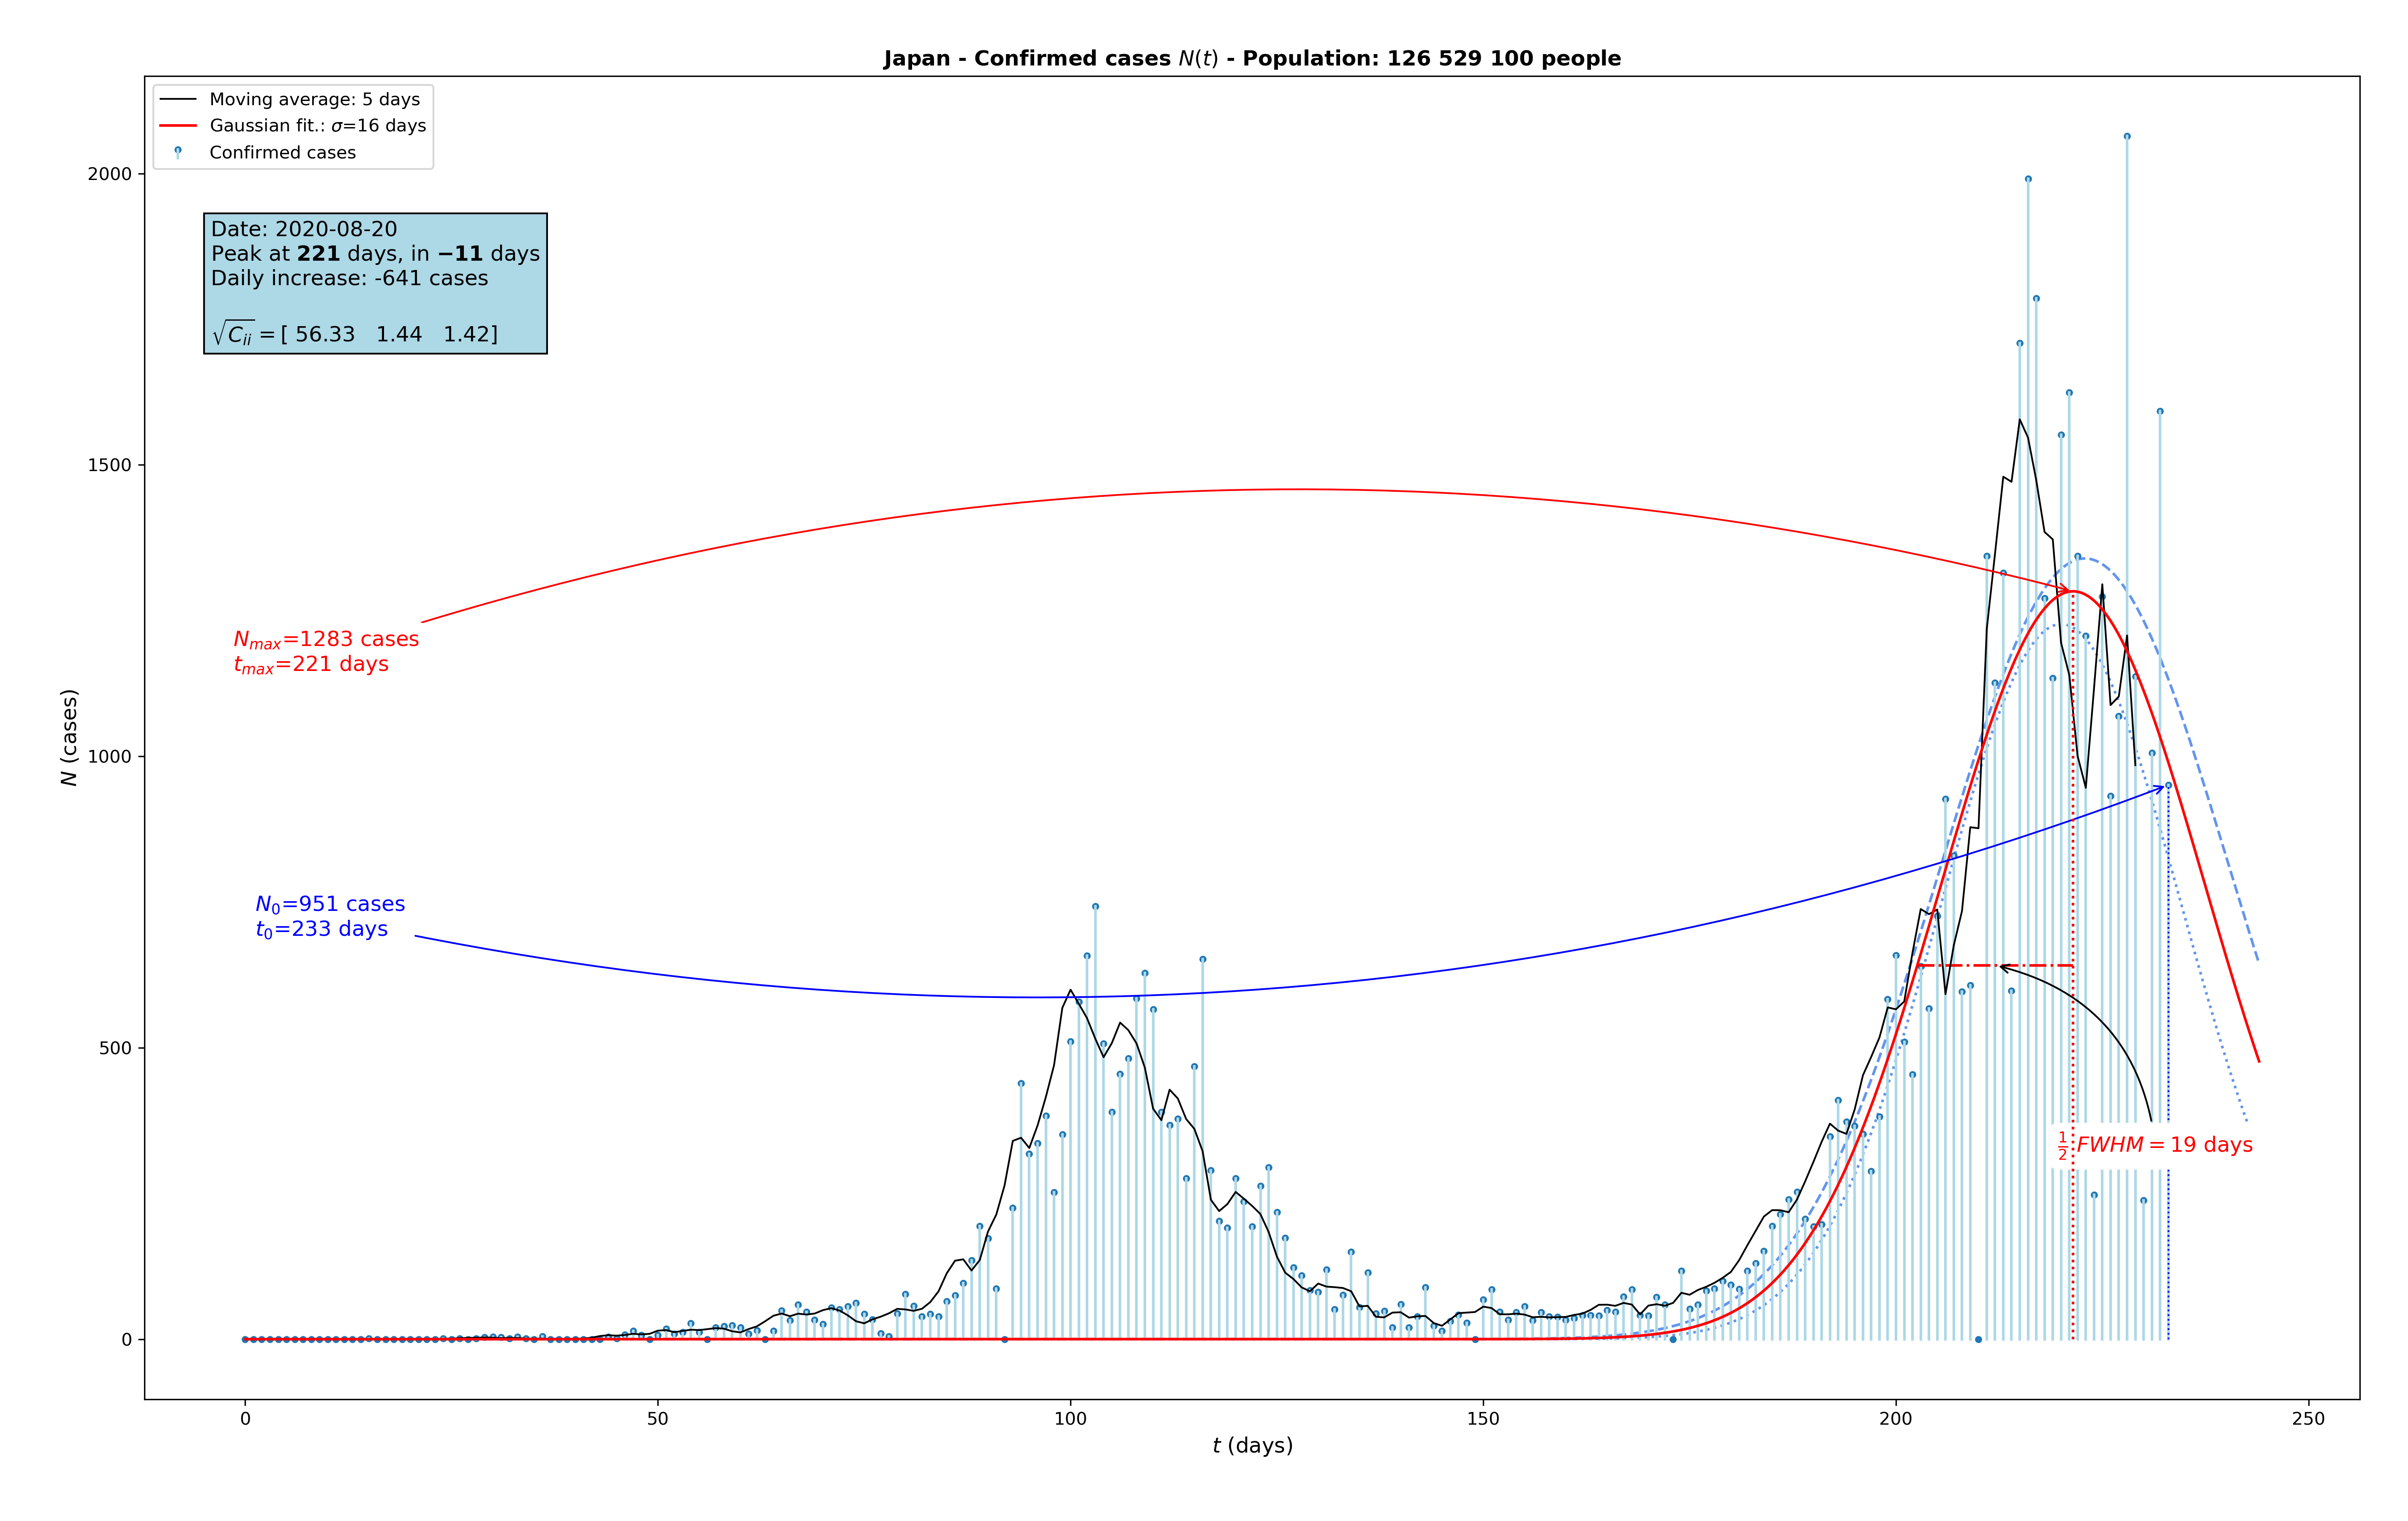 Japan - Confirmed cases N(t) - Population: 126 529 100 people
Moving average: 5 days
Gaussian fit.: σ=16 days
Confirmed cases
Date: 2020-08-20
Peak at 221 days, in −11 days
Daily increase: -641 cases
√C_ii = [ 56.33 1.44 1.42]
N_max=1283 cases
t_max=221 days
N_0=951 cases
t_0=233 days
½ FWHM = 19 days
2000
1500
1000
500
0
N (cases)
0 50 100 150 200 250
t (days)